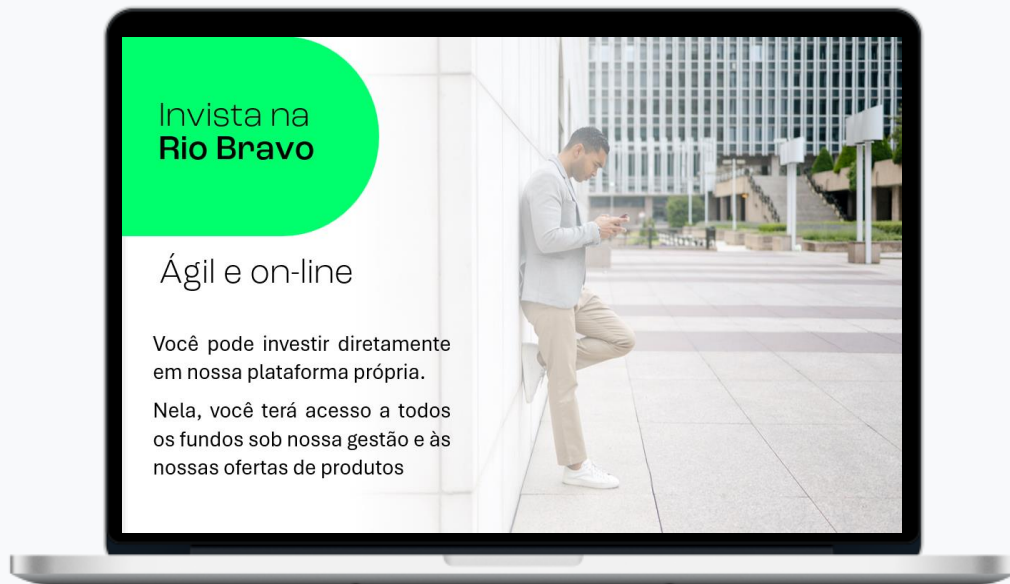 Invista na
Rio Bravo
Ágil e on-line
Você pode investir diretamente
em nossa plataforma própria.
Nela, você terá acesso a todos
os fundos sob nossa gestão e às
nossas ofertas de produtos